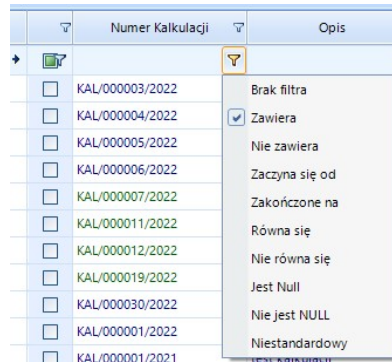 Numer Kalkulacji Opis
Brak filtra
KAL/000003/2022
Zawiera
KAL/000004/2022
Nie zawiera
KAL/000005/2022
Zaczyna się od
KAL/000006/2022
Zakończone na
KAL/000007/2022
Równa się
KAL/000011/2022
Nie równa się
KAL/000012/2022
Jest Null
KAL/000019/2022
Nie jest NULL
KAL/000030/2022
Niestandardowy
KAL/000001/2022
KAL/000001/2021